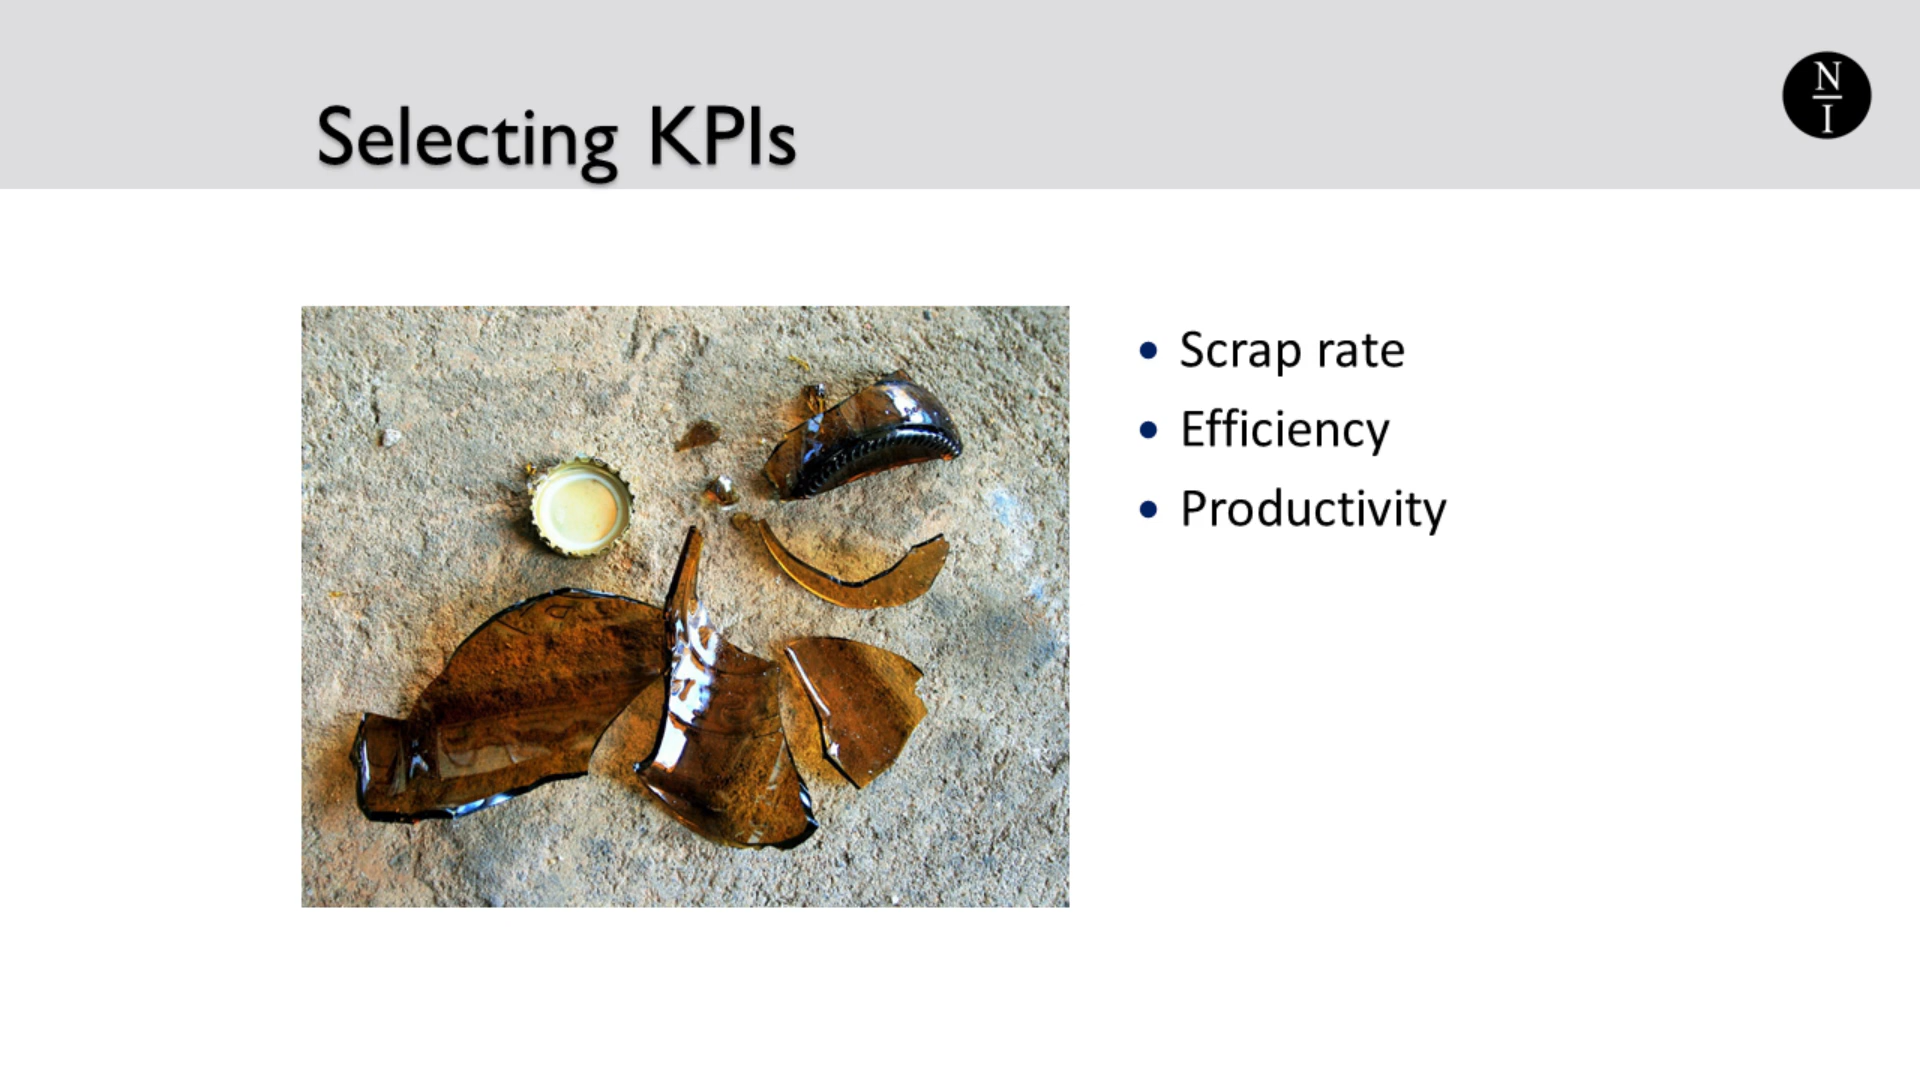 Selecting KPIs
N
I
Scrap rate
Efficiency
Productivity